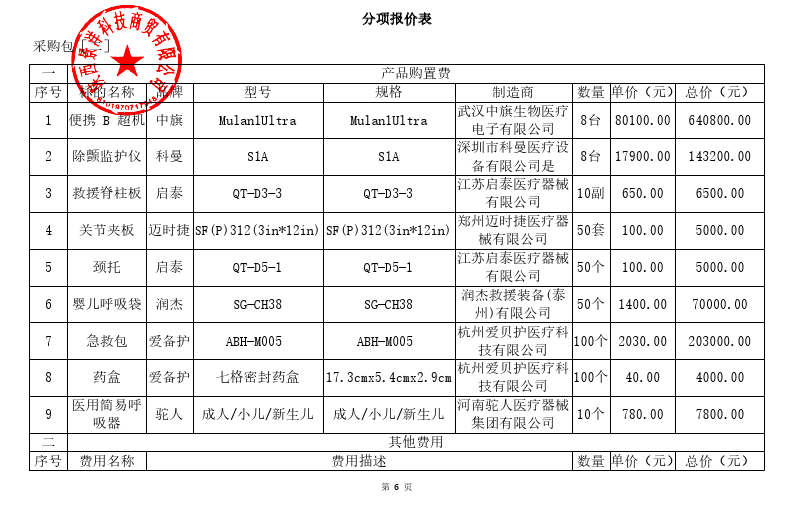 分项报价表
采购包[二]
一 产品购置费
序号 标的名称 品牌 型号 规格 制造商 数量 单价（元） 总价（元）
1 便携 B 超机 中旗 Mulan1Ultra Mulan1Ultra 武汉中旗生物医疗电子有限公司 8台 80100.00 640800.00
2 除颤监护仪 科曼 S1A S1A 深圳市科曼医疗设备有限公司是 8台 17900.00 143200.00
3 救援脊柱板 启泰 QT-D3-3 QT-D3-3 江苏启泰医疗器械有限公司 10副 650.00 6500.00
4 关节夹板 迈时捷 SF(P)312(3in*12in) SF(P)312(3in*12in) 郑州迈时捷医疗器械有限公司 50套 100.00 5000.00
5 颈托 启泰 QT-D5-1 QT-D5-1 江苏启泰医疗器械有限公司 50个 100.00 5000.00
6 婴儿呼吸袋 润杰 SG-CH38 SG-CH38 润杰救援装备(泰州)有限公司 50个 1400.00 70000.00
7 急救包 爱备护 ABH-M005 ABH-M005 杭州爱贝护医疗科技有限公司 100个 2030.00 203000.00
8 药盒 爱备护 七格密封药盒 17.3cmx5.4cmx2.9cm 杭州爱贝护医疗科技有限公司 100个 40.00 4000.00
9 医用简易呼吸器 驼人 成人/小儿/新生儿 成人/小儿/新生儿 河南驼人医疗器械集团有限公司 10个 780.00 7800.00
二 其他费用
序号 费用名称 费用描述 数量 单价（元） 总价（元）
第 6 页